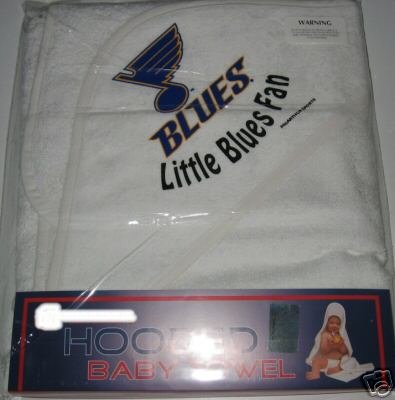 WARNING
BLUES
Little Blues Fan
HOODED
BABY TOWEL